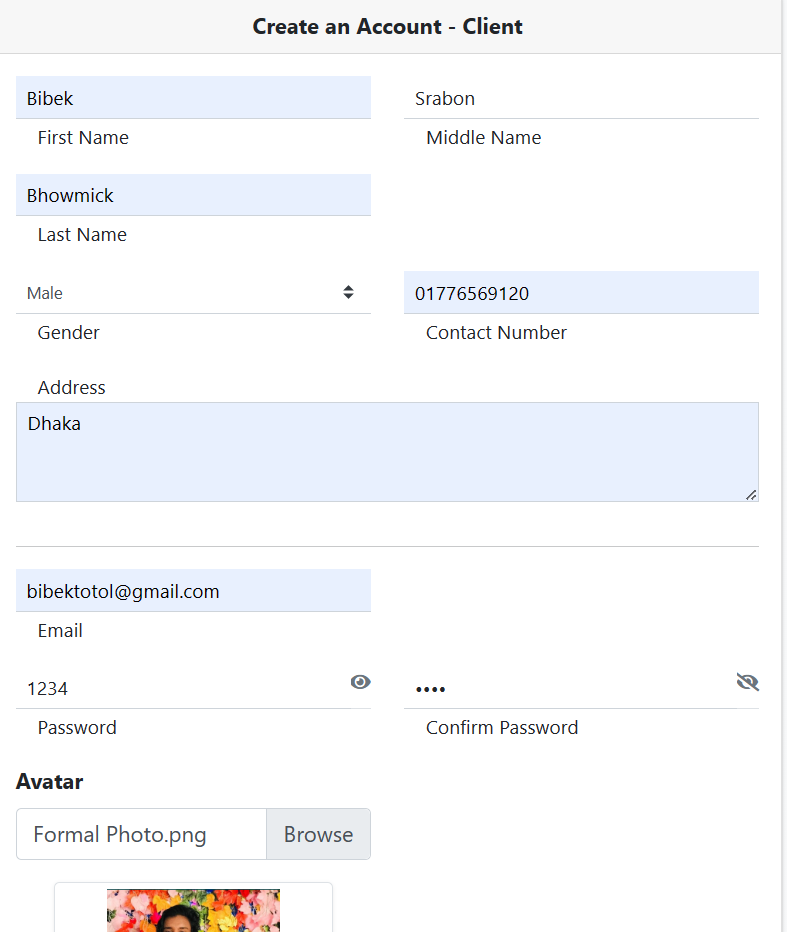 Create an Account - Client
Bibek Srabon
First Name Middle Name
Bhowmick
Last Name
Male 01776569120
Gender Contact Number
Address
Dhaka
bibektotol@gmail.com
Email
1234 ••••
Password Confirm Password
Avatar
Formal Photo.png Browse